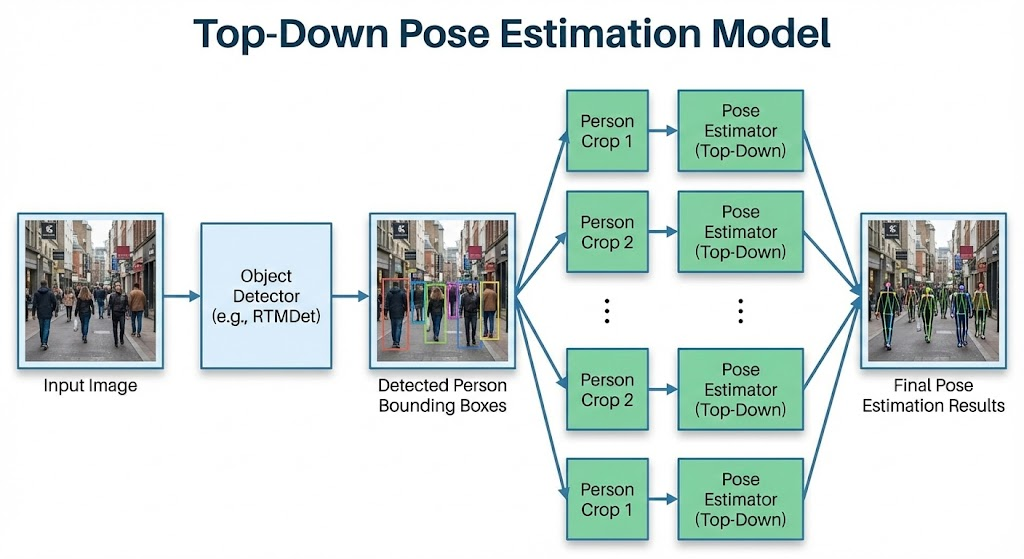 Top-Down Pose Estimation Model
Input Image
Object
Detector
(e.g., RTMDet)
Detected Person
Bounding Boxes
Person
Crop 1
Pose
Estimator
(Top-Down)
Person
Crop 2
Pose
Estimator
(Top-Down)
Person
Crop 2
Pose
Estimator
(Top-Down)
Person
Crop 1
Pose
Estimator
(Top-Down)
Final Pose
Estimation Results